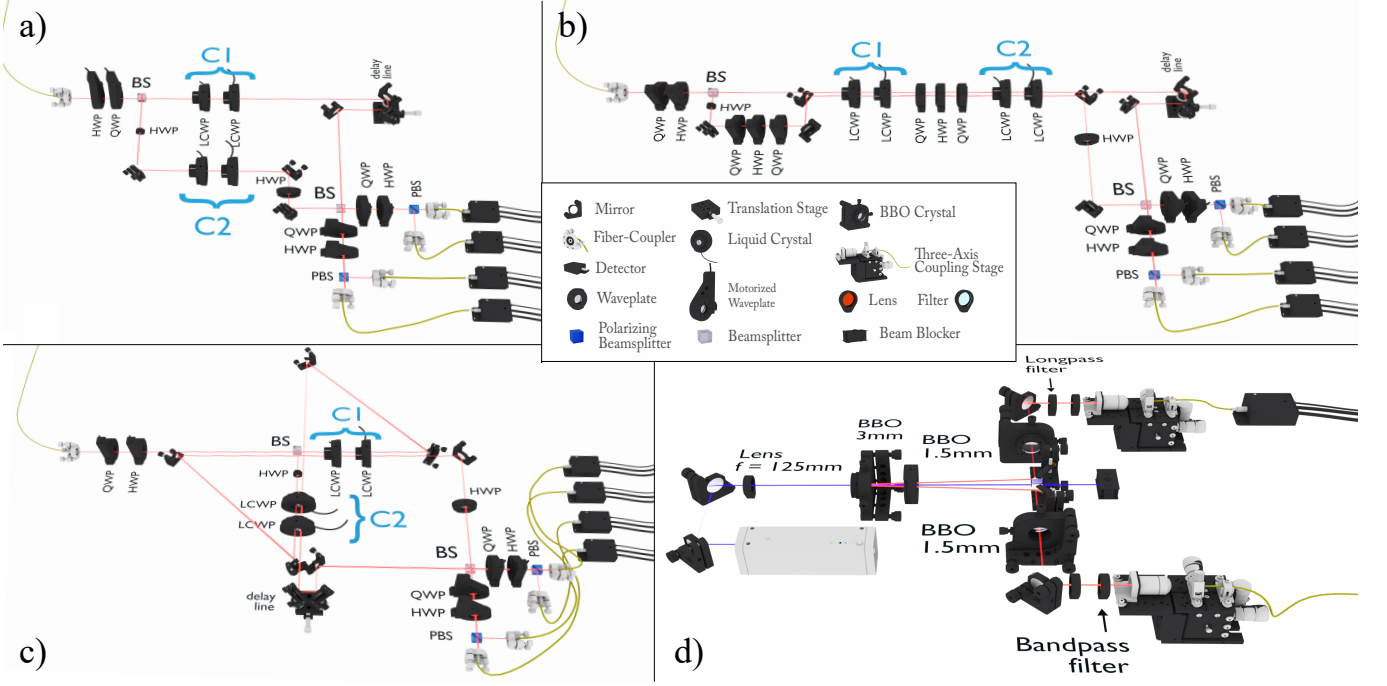 a)
C1
delay
line
BS
HWP
QWP
LCWP
LCWP
HWP
C2
HWP
BS
QWP
HWP
PBS
QWP
HWP
PBS
b)
C1
C2
delay
line
BS
HWP
QWP
HWP
QWP
HWP
QWP
LCWP
LCWP
QWP
HWP
QWP
LCWP
LCWP
HWP
BS
QWP
HWP
PBS
QWP
HWP
PBS
Mirror
Translation Stage
BBO Crystal
Fiber-Coupler
Liquid Crystal
Three-Axis
Coupling Stage
Detector
Waveplate
Motorized
Waveplate
Lens
Filter
Polarizing
Beamsplitter
Beamsplitter
Beam Blocker
C1
BS
QWP
HWP
HWP
LCWP
LCWP
LCWP
LCWP
C2
HWP
BS
QWP
HWP
PBS
QWP
HWP
PBS
delay
line
c)
Longpass
filter
BBO
3mm
BBO
1.5mm
Lens
f = 125mm
BBO
1.5mm
Bandpass
filter
d)